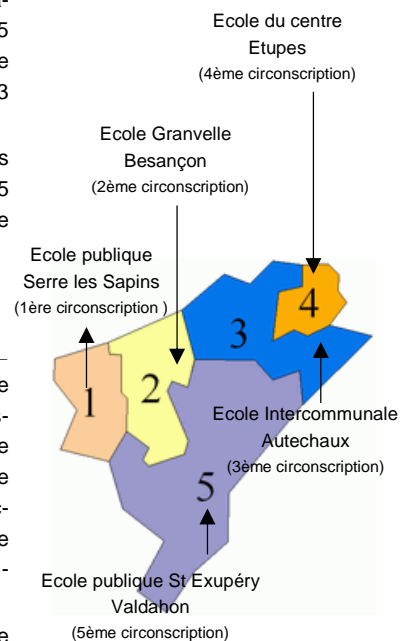 Ecole du centre
Etupes
(4ème circonscription)
Ecole Granvelle
Besançon
(2ème circonscription)
Ecole publique
Serre les Sapins
(1ère circonscription )
4
3
2
1
Ecole Intercommunale
Autechaux
(3ème circonscription)
5
Ecole publique St Exupéry
Valdahon
(5ème circonscription)